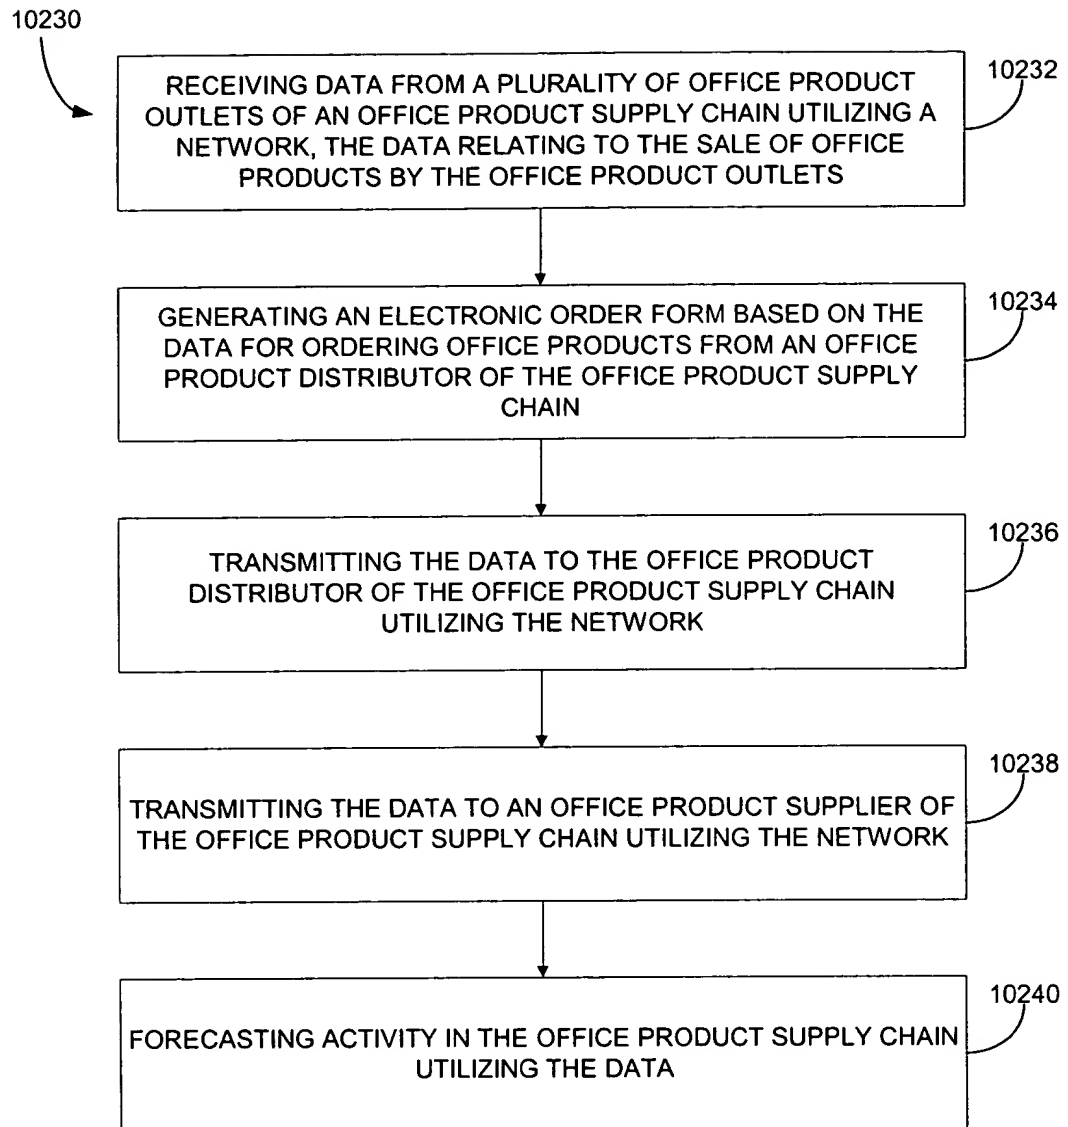 10230
RECEIVING DATA FROM A PLURALITY OF OFFICE PRODUCT
OUTLETS OF AN OFFICE PRODUCT SUPPLY CHAIN UTILIZING A
NETWORK, THE DATA RELATING TO THE SALE OF OFFICE
PRODUCTS BY THE OFFICE PRODUCT OUTLETS
10232
GENERATING AN ELECTRONIC ORDER FORM BASED ON THE
DATA FOR ORDERING OFFICE PRODUCTS FROM AN OFFICE
PRODUCT DISTRIBUTOR OF THE OFFICE PRODUCT SUPPLY
CHAIN
10234
TRANSMITTING THE DATA TO THE OFFICE PRODUCT
DISTRIBUTOR OF THE OFFICE PRODUCT SUPPLY CHAIN
UTILIZING THE NETWORK
10236
TRANSMITTING THE DATA TO AN OFFICE PRODUCT SUPPLIER OF
THE OFFICE PRODUCT SUPPLY CHAIN UTILIZING THE NETWORK
10238
FORECASTING ACTIVITY IN THE OFFICE PRODUCT SUPPLY CHAIN
UTILIZING THE DATA
10240